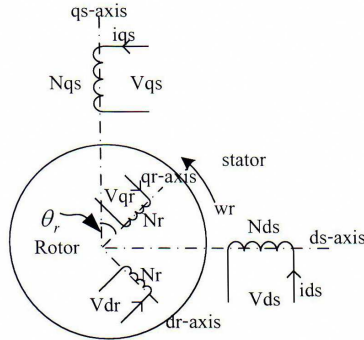 qs-axis
iqs
Nqs
Vqs
stator
qr-axis
Vqr
wr
Nr
θr
Rotor
Nds
ds-axis
Nr
Vdr
Vds
ids
dr-axis